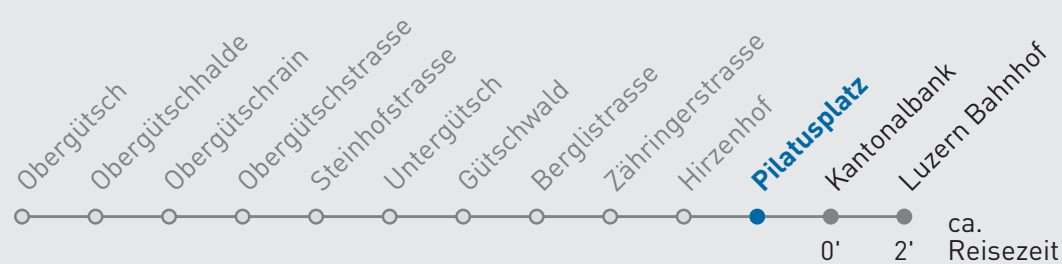 Obergütsch
Obergütschhalde
Obergütschrain
Obergütschstrasse
Steinhofstrasse
Untergütsch
Gütschwald
Berglistrasse
Zähringerstrasse
Hirzenhof
Pilatusplatz
Kantonalbank
Luzern Bahnhof
ca.
0' 2' Reisezeit